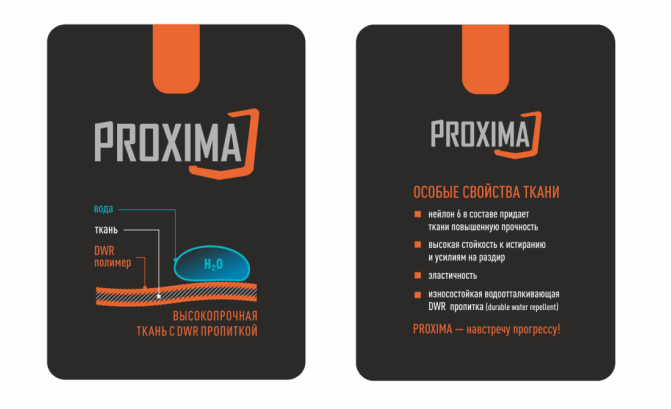 PROXIMA
вода
ткань
DWR
полимер
H₂O
ВЫСОКОПРОЧНАЯ
ТКАНЬ С DWR ПРОПИТКОЙ
PROXIMA
ОСОБЫЕ СВОЙСТВА ТКАНИ
нейлон 6 в составе придает
ткани повышенную прочность
высокая стойкость к истиранию
и усилиям на раздир
эластичность
износостойкая водоотталкивающая
DWR пропитка (durable water repellent)
PROXIMA — навстречу прогрессу!